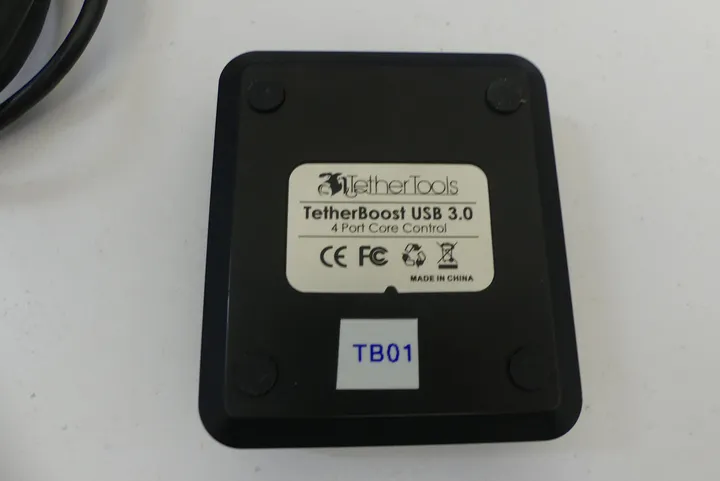 TetherTools
TetherBoost USB 3.0
4 Port Core Control
CE FC
MADE IN CHINA
TB01